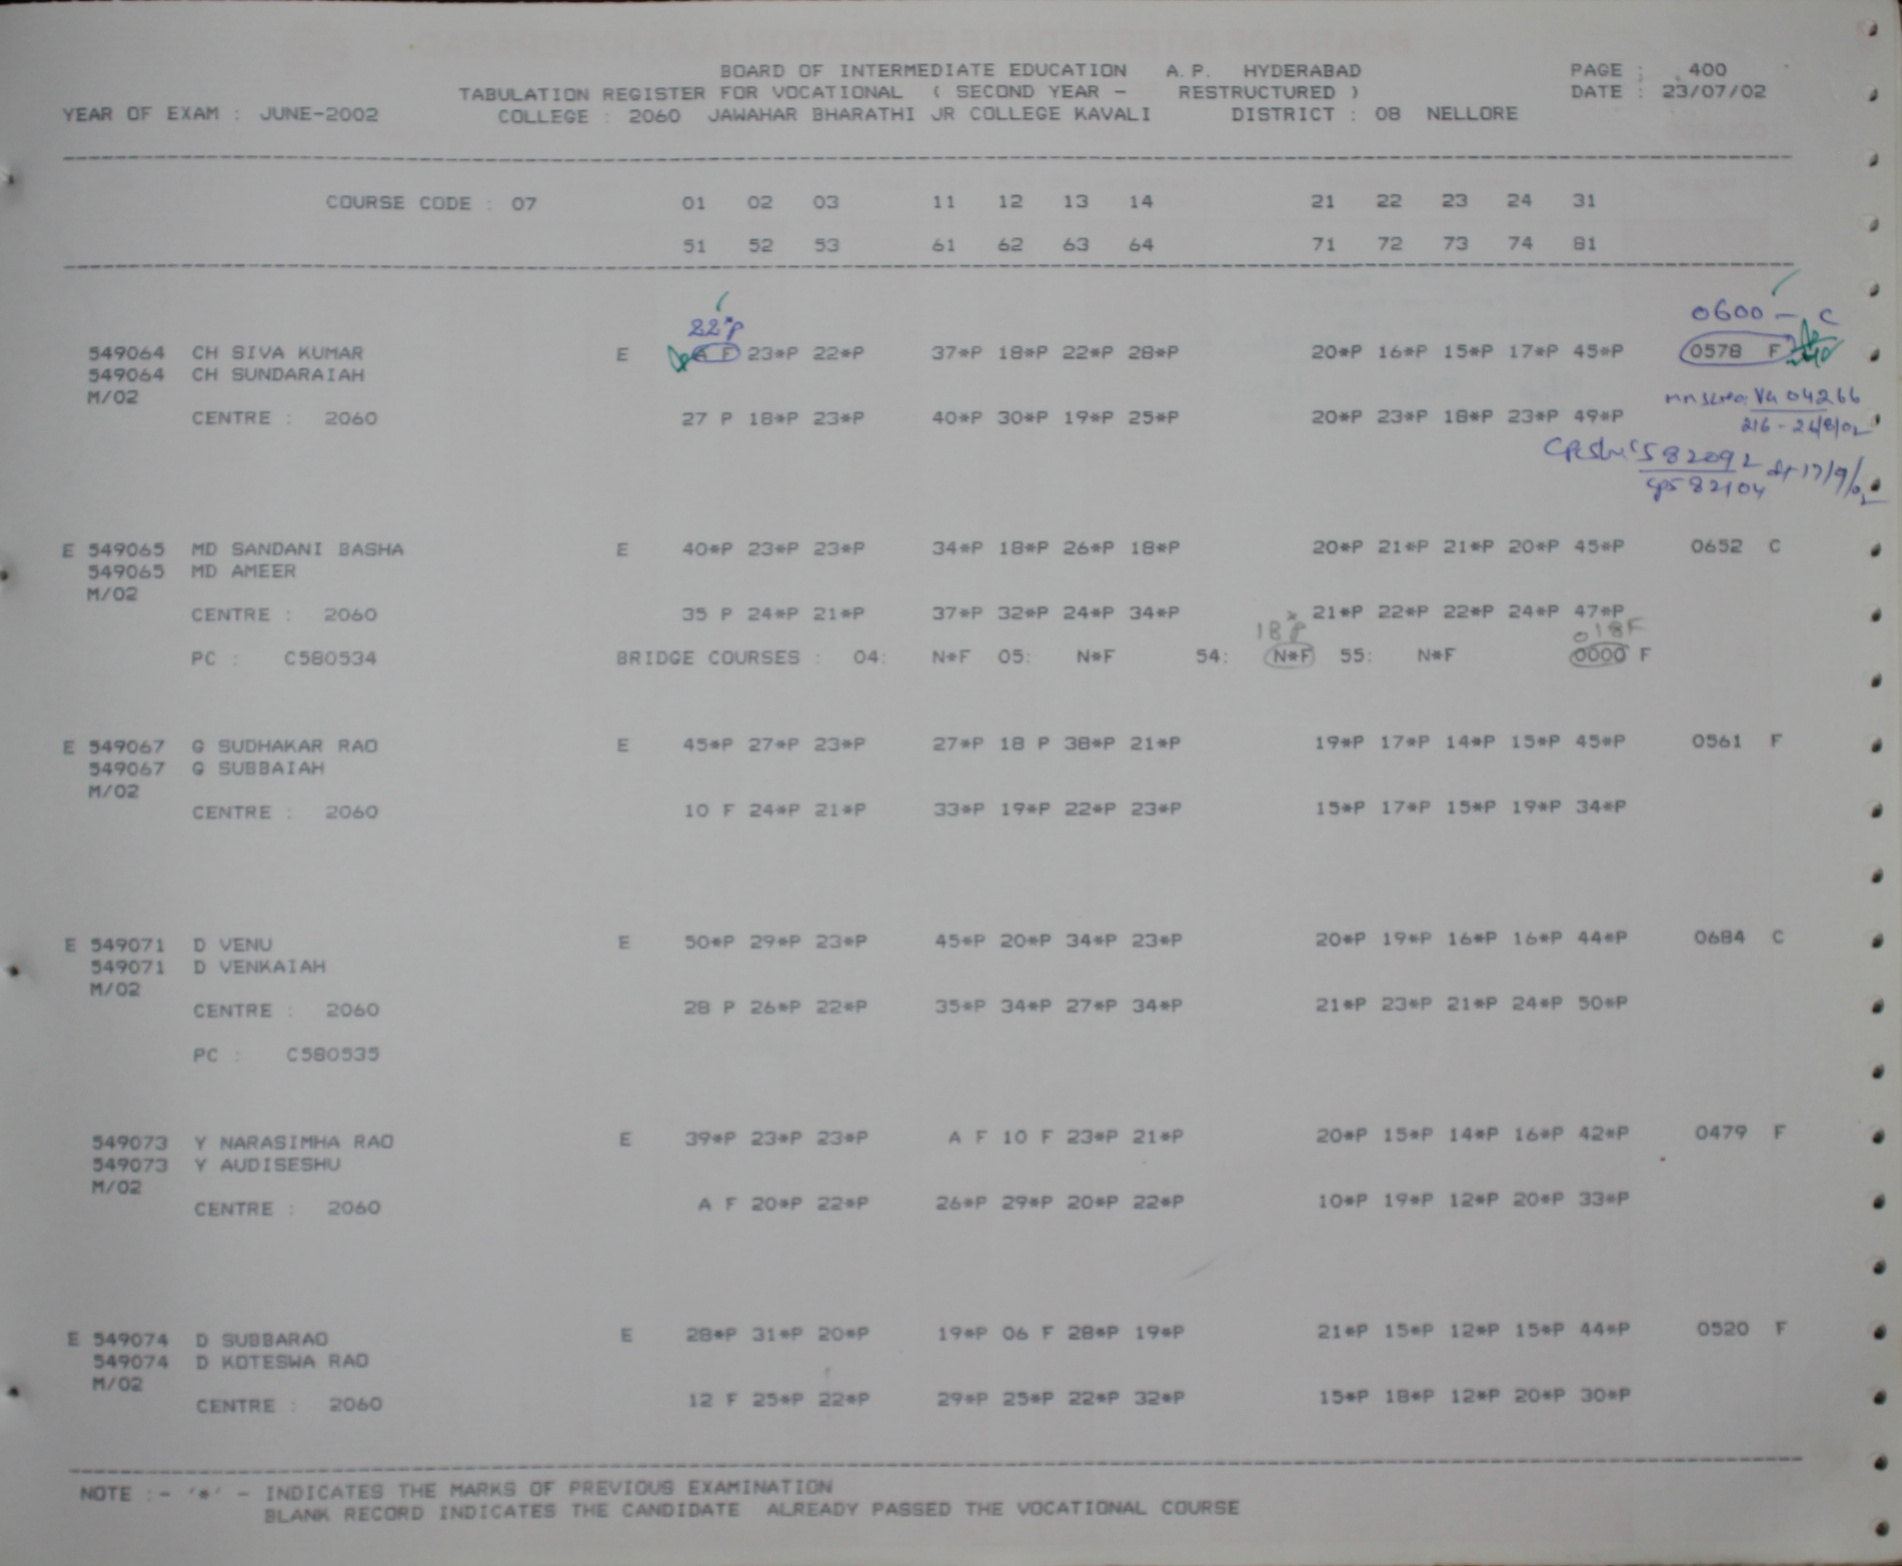 BOARD OF INTERMEDIATE EDUCATION A.P. HYDERABAD PAGE : 400
TABULATION REGISTER FOR VOCATIONAL ( SECOND YEAR - RESTRUCTURED ) DATE : 23/07/02
YEAR OF EXAM : JUNE-2002 COLLEGE : 2060 JAWAHAR BHARATHI JR COLLEGE KAVALI DISTRICT : 08 NELLORE
COURSE CODE : 07 01 02 03 11 12 13 14 21 22 23 24 31
51 52 53 61 62 63 64 71 72 73 74 81
22*P 0600 - C
549064 CH SIVA KUMAR E A F 23*P 22*P 37*P 18*P 22*P 28*P 20*P 16*P 15*P 17*P 45*P 0578 F
549064 CH SUNDARAIAH
M/02
04266
CENTRE : 2060 27 P 18*P 23*P 40*P 30*P 19*P 25*P 20*P 23*P 18*P 23*P 49*P
582092
582104
E 549065 MD SANDANI BASHA E 40*P 23*P 23*P 34*P 18*P 26*P 18*P 20*P 21*P 21*P 20*P 45*P 0652 C
549065 MD AMEER
M/02
CENTRE : 2060 35 P 24*P 21*P 37*P 32*P 24*P 34*P 21*P 22*P 22*P 24*P 47*P
18*P 018F
PC : C580534 BRIDGE COURSES : 04: N*F 05: N*F 54: N*F 55: N*F 0000 F
E 549067 G SUDHAKAR RAO E 45*P 27*P 23*P 27*P 18 P 38*P 21*P 19*P 17*P 14*P 15*P 45*P 0561 F
549067 G SUBBAIAH
M/02
CENTRE : 2060 10 F 24*P 21*P 33*P 19*P 22*P 23*P 15*P 17*P 15*P 19*P 34*P
E 549071 D VENU E 50*P 29*P 23*P 45*P 20*P 34*P 23*P 20*P 19*P 16*P 16*P 44*P 0684 C
549071 D VENKAIAH
M/02
CENTRE : 2060 28 P 26*P 22*P 35*P 34*P 27*P 34*P 21*P 23*P 21*P 24*P 50*P
PC : C580535
549073 Y NARASIMHA RAO E 39*P 23*P 23*P A F 10 F 23*P 21*P 20*P 15*P 14*P 16*P 42*P 0479 F
549073 Y AUDISESHU
M/02
CENTRE : 2060 A F 20*P 22*P 26*P 29*P 20*P 22*P 10*P 19*P 12*P 20*P 33*P
E 549074 D SUBBARAO E 28*P 31*P 20*P 19*P 06 F 28*P 19*P 21*P 15*P 12*P 15*P 44*P 0520 F
549074 D KOTESWA RAO
M/02
CENTRE : 2060 12 F 25*P 22*P 29*P 25*P 22*P 32*P 15*P 18*P 12*P 20*P 30*P
NOTE :- '*' - INDICATES THE MARKS OF PREVIOUS EXAMINATION
BLANK RECORD INDICATES THE CANDIDATE ALREADY PASSED THE VOCATIONAL COURSE